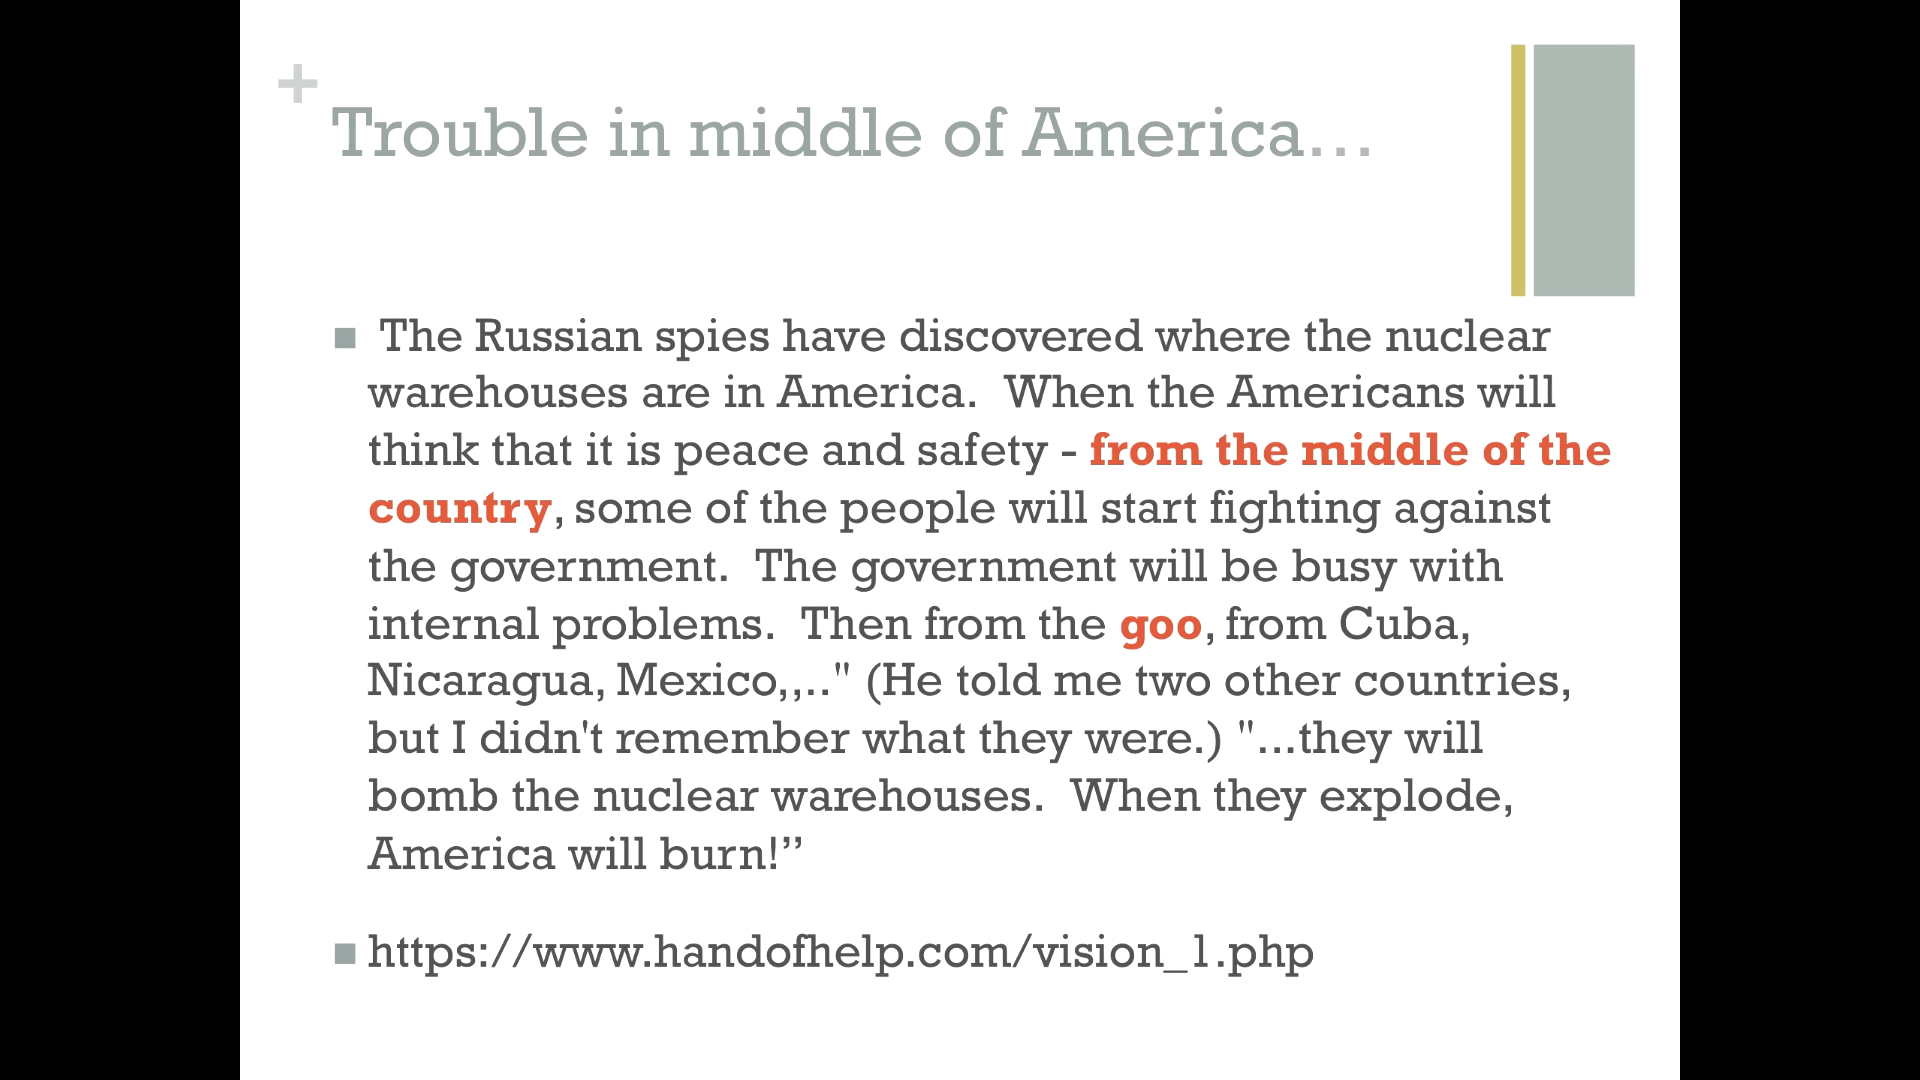 +
Trouble in middle of America…
The Russian spies have discovered where the nuclear
warehouses are in America.  When the Americans will
think that it is peace and safety - from the middle of the
country, some of the people will start fighting against
the government.  The government will be busy with
internal problems.  Then from the goo, from Cuba,
Nicaragua, Mexico,,.." (He told me two other countries,
but I didn't remember what they were.) "...they will
bomb the nuclear warehouses.  When they explode,
America will burn!”
https://www.handofhelp.com/vision_1.php